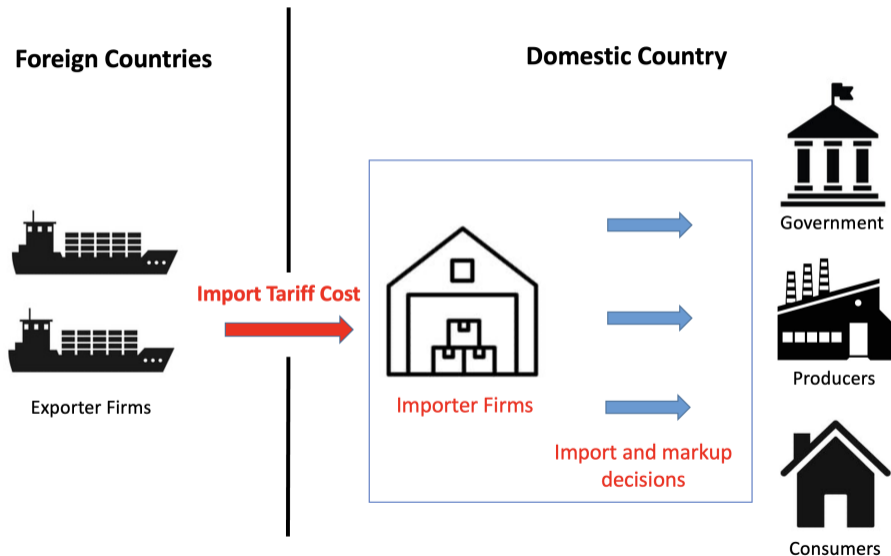 Foreign Countries
Domestic Country
Government
Import Tariff Cost
Producers
Exporter Firms
Importer Firms
Import and markup
decisions
Consumers